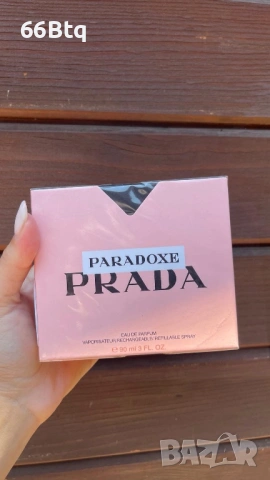 66Btq
PARADOXE
PRADA
EAU DE PARFUM
VAPORISATEUR RECHARGEABLE • REFILLABLE SPRAY
90 ml 3 FL. OZ.
BAZAR